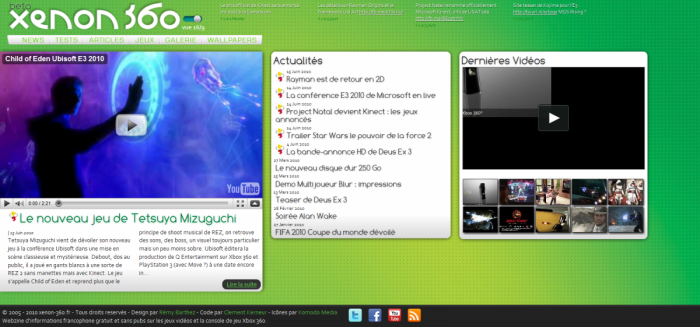 beta
xenon 360
vue 16/9
NEWS TESTS ARTICLES JEUX GALERIE WALLPAPERS
Child of Eden Ubisoft E3 2010
0:00 / 2:21
YouTube
Le nouveau jeu de Tetsuya Mizuguchi
| 15 Juin 2010
Tetsuya Mizuguchi vient de dévoiler son nouveau
jeu à la conférence Ubisoft dans une mise en
scène classieuse et mystérieuse. Debout, dos au
public, il a joué en gants blancs à une sorte de
REZ 2 sans manettes mais avec Kinect. Le jeu
s'appelle Child of Eden et reprend plus que le
principe de shoot musical de REZ, on retrouve
des sons, des boss, un visuel toujours particulier
mais un peu moins sobre. Ubisoft éditera la
production de Q Entertainment sur Xbox 360 et
PlayStation 3 (avec Move ?) à une date encore
in...
Lire la suite
Actualités
15 Juin 2010
Rayman est de retour en 2D
14 Juin 2010
La conférence E3 2010 de Microsoft en live
14 Juin 2010
Project Natal devient Kinect : les jeux
annoncés
14 Juin 2010
Trailer Star Wars le pouvoir de la force 2
4 Juin 2010
La bande-annonce HD de Deus Ex 3
27 Mars 2010
Le nouveau disque dur 250 Go
17 Mars 2010
Demo Multijoueur Blur : impressions
13 Mars 2010
Teaser de Deus Ex 3
28 Février 2010
Soirée Alan Wake
FIFA 2010 Coupe du monde dévoilé
Dernières Vidéos
Xbox 360
© 2005 - 2010 xenon-360.fr - Tous droits réservés - Design par Rémy Barthez - Code par Clement Kerneur - Icônes par Komodo Media
Webzine d'informations francophone gratuit et sans pubs sur les jeux vidéos et la console de jeu Xbox 360.